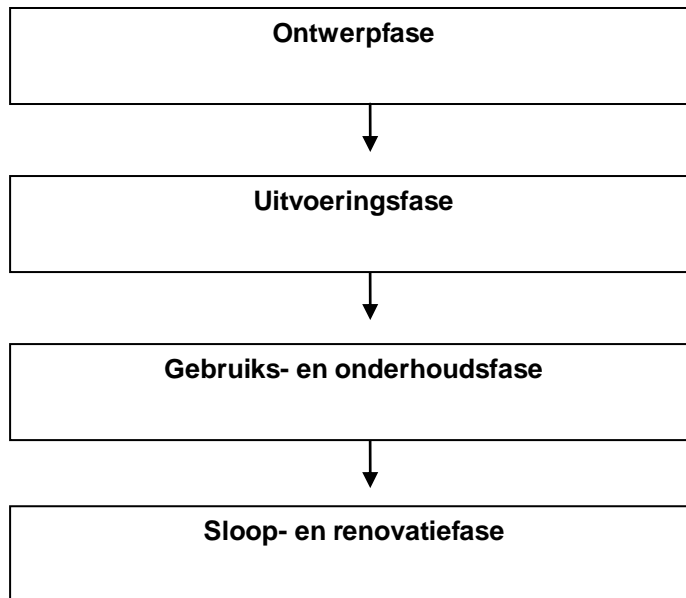 Ontwerpfase
Uitvoeringsfase
Gebruiks- en onderhoudsfase
Sloop- en renovatiefase